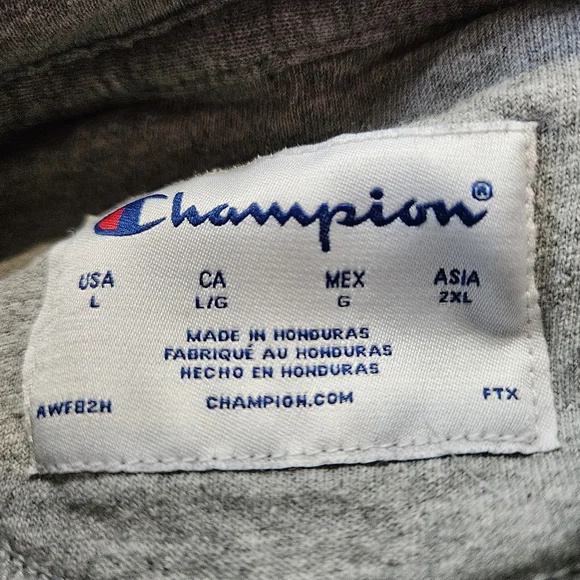 Champion®
USA CA MEX ASIA
L L/G G 2XL
MADE IN HONDURAS
FABRIQUÉ AU HONDURAS
HECHO EN HONDURAS
AWF82H CHAMPION.COM FTX